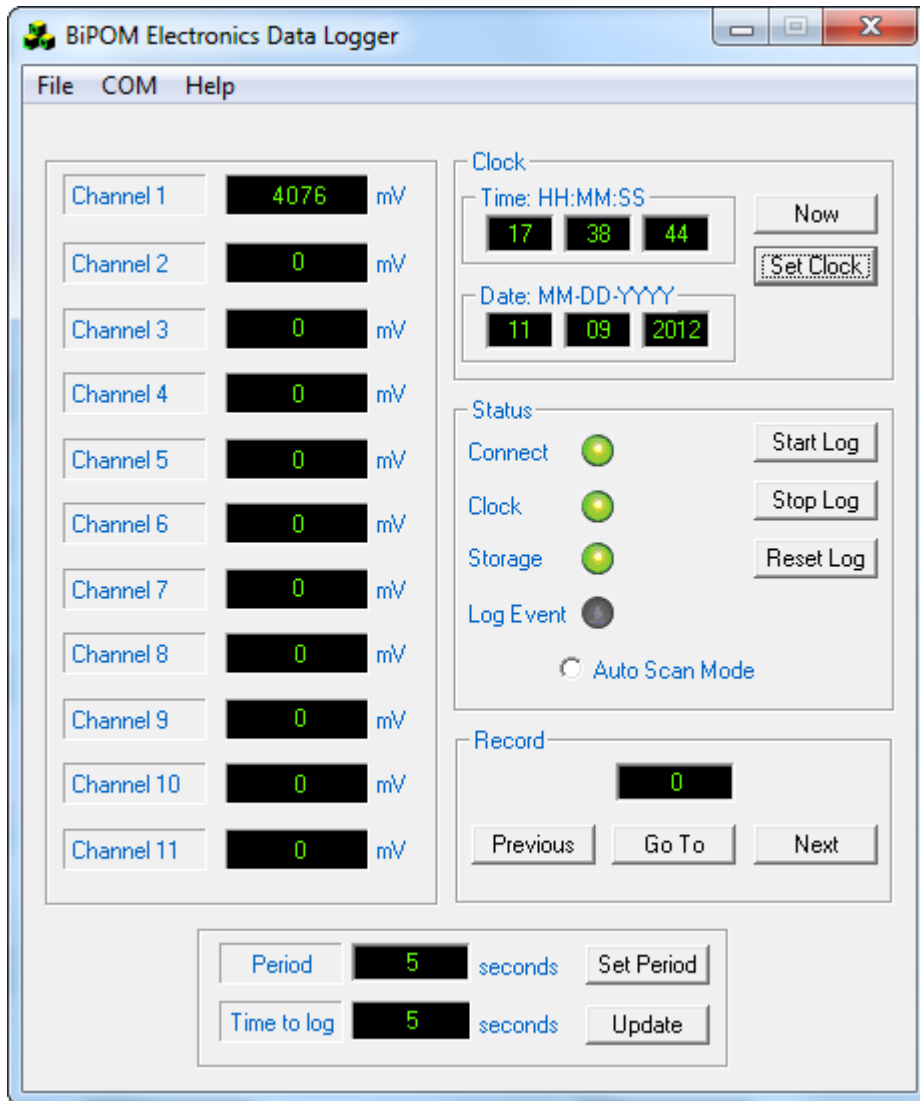 BiPOM Electronics Data Logger
File COM Help
Channel 1 4076 mV
Channel 2 0 mV
Channel 3 0 mV
Channel 4 0 mV
Channel 5 0 mV
Channel 6 0 mV
Channel 7 0 mV
Channel 8 0 mV
Channel 9 0 mV
Channel 10 0 mV
Channel 11 0 mV
Clock
Time: HH:MM:SS
17 38 44
Now
Set Clock
Date: MM-DD-YYYY
11 09 2012
Status
Connect
Start Log
Clock
Stop Log
Storage
Reset Log
Log Event
Auto Scan Mode
Record
0
Previous Go To Next
Period 5 seconds Set Period
Time to log 5 seconds Update